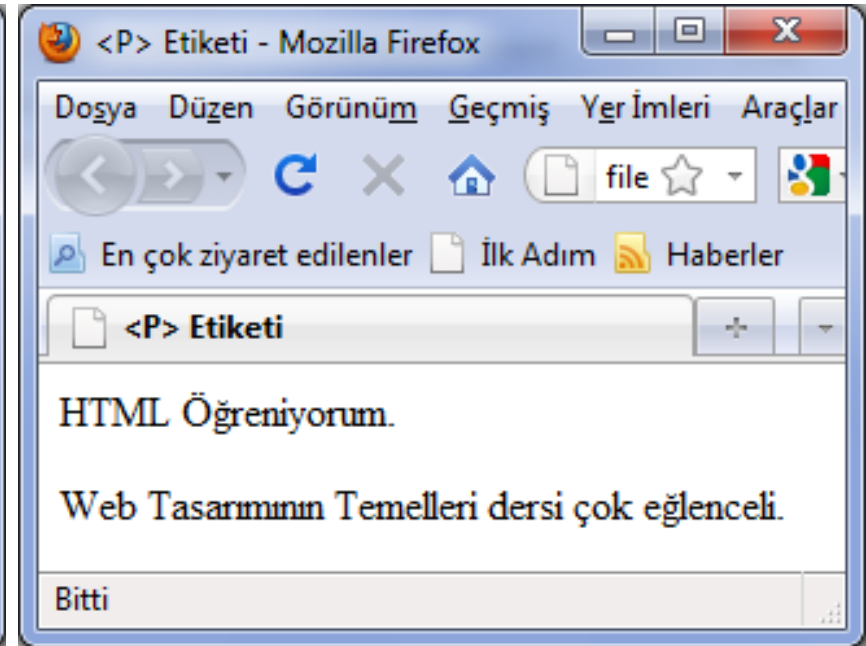 <P> Etiketi - Mozilla Firefox
Dosya Düzen Görünüm Geçmiş Yer İmleri Araçlar
file
En çok ziyaret edilenler İlk Adım Haberler
<P> Etiketi
HTML Öğreniyorum.
Web Tasarımının Temelleri dersi çok eğlenceli.
Bitti